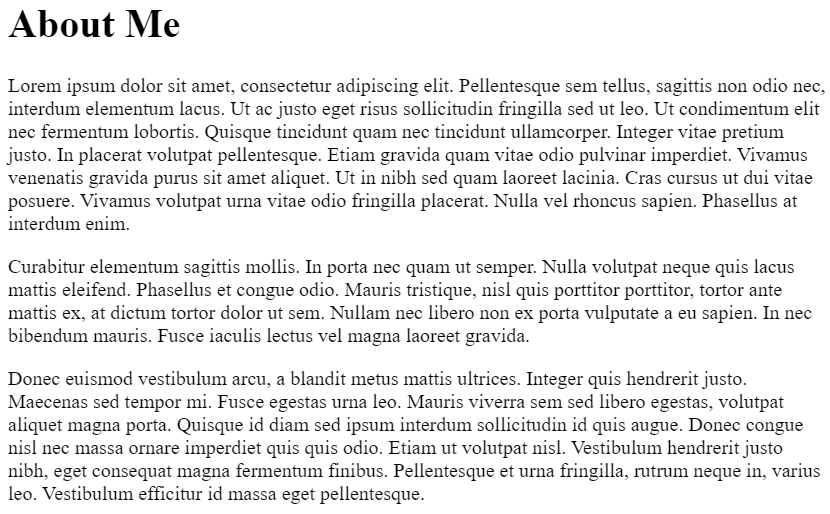 About Me
Lorem ipsum dolor sit amet, consectetur adipiscing elit. Pellentesque sem tellus, sagittis non odio nec,
interdum elementum lacus. Ut ac justo eget risus sollicitudin fringilla sed ut leo. Ut condimentum elit
nec fermentum lobortis. Quisque tincidunt quam nec tincidunt ullamcorper. Integer vitae pretium
justo. In placerat volutpat pellentesque. Etiam gravida quam vitae odio pulvinar imperdiet. Vivamus
venenatis gravida purus sit amet aliquet. Ut in nibh sed quam laoreet lacinia. Cras cursus ut dui vitae
posuere. Vivamus volutpat urna vitae odio fringilla placerat. Nulla vel rhoncus sapien. Phasellus at
interdum enim.
Curabitur elementum sagittis mollis. In porta nec quam ut semper. Nulla volutpat neque quis lacus
mattis eleifend. Phasellus et congue odio. Mauris tristique, nisl quis porttitor porttitor, tortor ante
mattis ex, at dictum tortor dolor ut sem. Nullam nec libero non ex porta vulputate a eu sapien. In nec
bibendum mauris. Fusce iaculis lectus vel magna laoreet gravida.
Donec euismod vestibulum arcu, a blandit metus mattis ultrices. Integer quis hendrerit justo.
Maecenas sed tempor mi. Fusce egestas urna leo. Mauris viverra sem sed libero egestas, volutpat
aliquet magna porta. Quisque id diam sed ipsum interdum sollicitudin id quis augue. Donec congue
nisl nec massa ornare imperdiet quis quis odio. Etiam ut volutpat nisl. Vestibulum hendrerit justo
nibh, eget consequat magna fermentum finibus. Pellentesque et urna fringilla, rutrum neque in, varius
leo. Vestibulum efficitur id massa eget pellentesque.